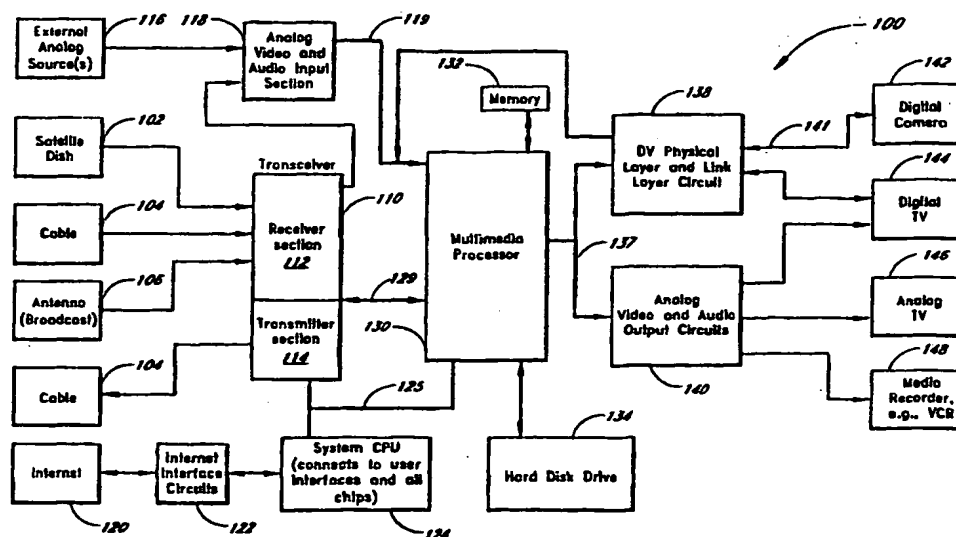 116
118
119
External
Analog
Source(s)
Analog
Video and
Audio Input
Section
132
Memory
100
138
142
DV Physical
Layer and Link
Layer Circuit
141
Digital
Camera
102
Satellite
Dish
Transceiver
110
144
Digital
TV
104
Cable
Receiver
section
112
Multimedia
Processor
137
106
Antenna
(Broadcast)
129
146
Analog
TV
Transmitter
section
114
130
Analog
Video and Audio
Output Circuits
140
104
Cable
125
148
Media
Recorder,
e.g., VCR
134
Internet
Internet
Interface
Circuits
System CPU
(connects to user
interfaces and all
chips)
Hard Disk Drive
120
122
124